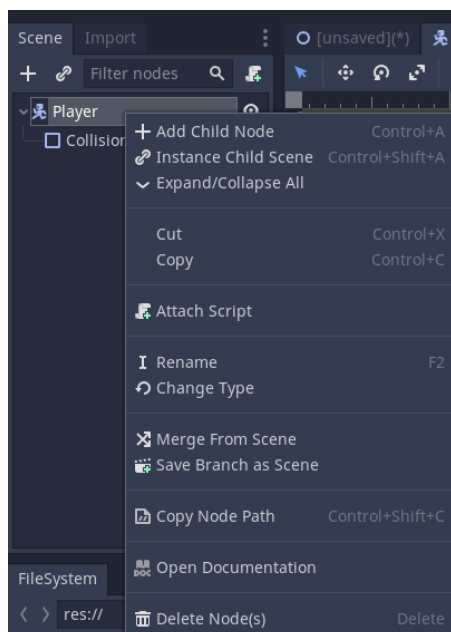 Scene Import
[unsaved](*)
Filter nodes
Player
Collision
Add Child Node Control+A
Instance Child Scene Control+Shift+A
Expand/Collapse All
Cut Control+X
Copy Control+C
Attach Script
Rename F2
Change Type
Merge From Scene
Save Branch as Scene
Copy Node Path Control+Shift+C
Open Documentation
DOC
Delete Node(s) Delete
FileSystem
res://